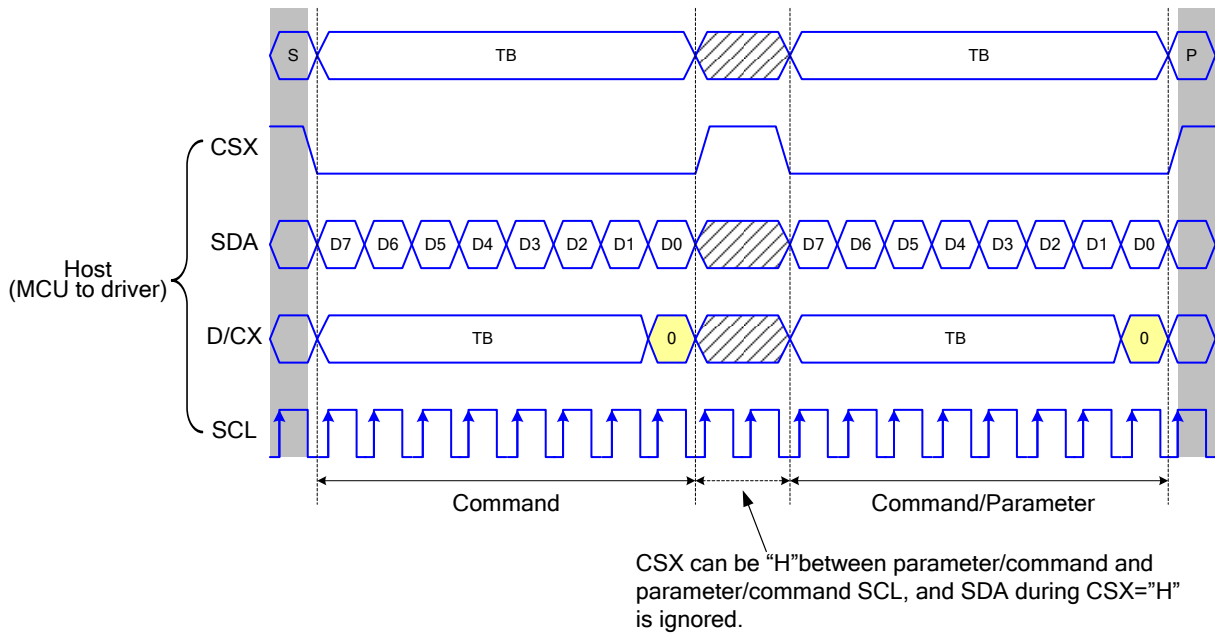 S TB TB P
CSX
SDA D7 D6 D5 D4 D3 D2 D1 D0 D7 D6 D5 D4 D3 D2 D1 D0
Host
(MCU to driver)
D/CX TB 0 TB 0
SCL
Command Command/Parameter
CSX can be “H”between parameter/command and
parameter/command SCL, and SDA during CSX=”H”
is ignored.